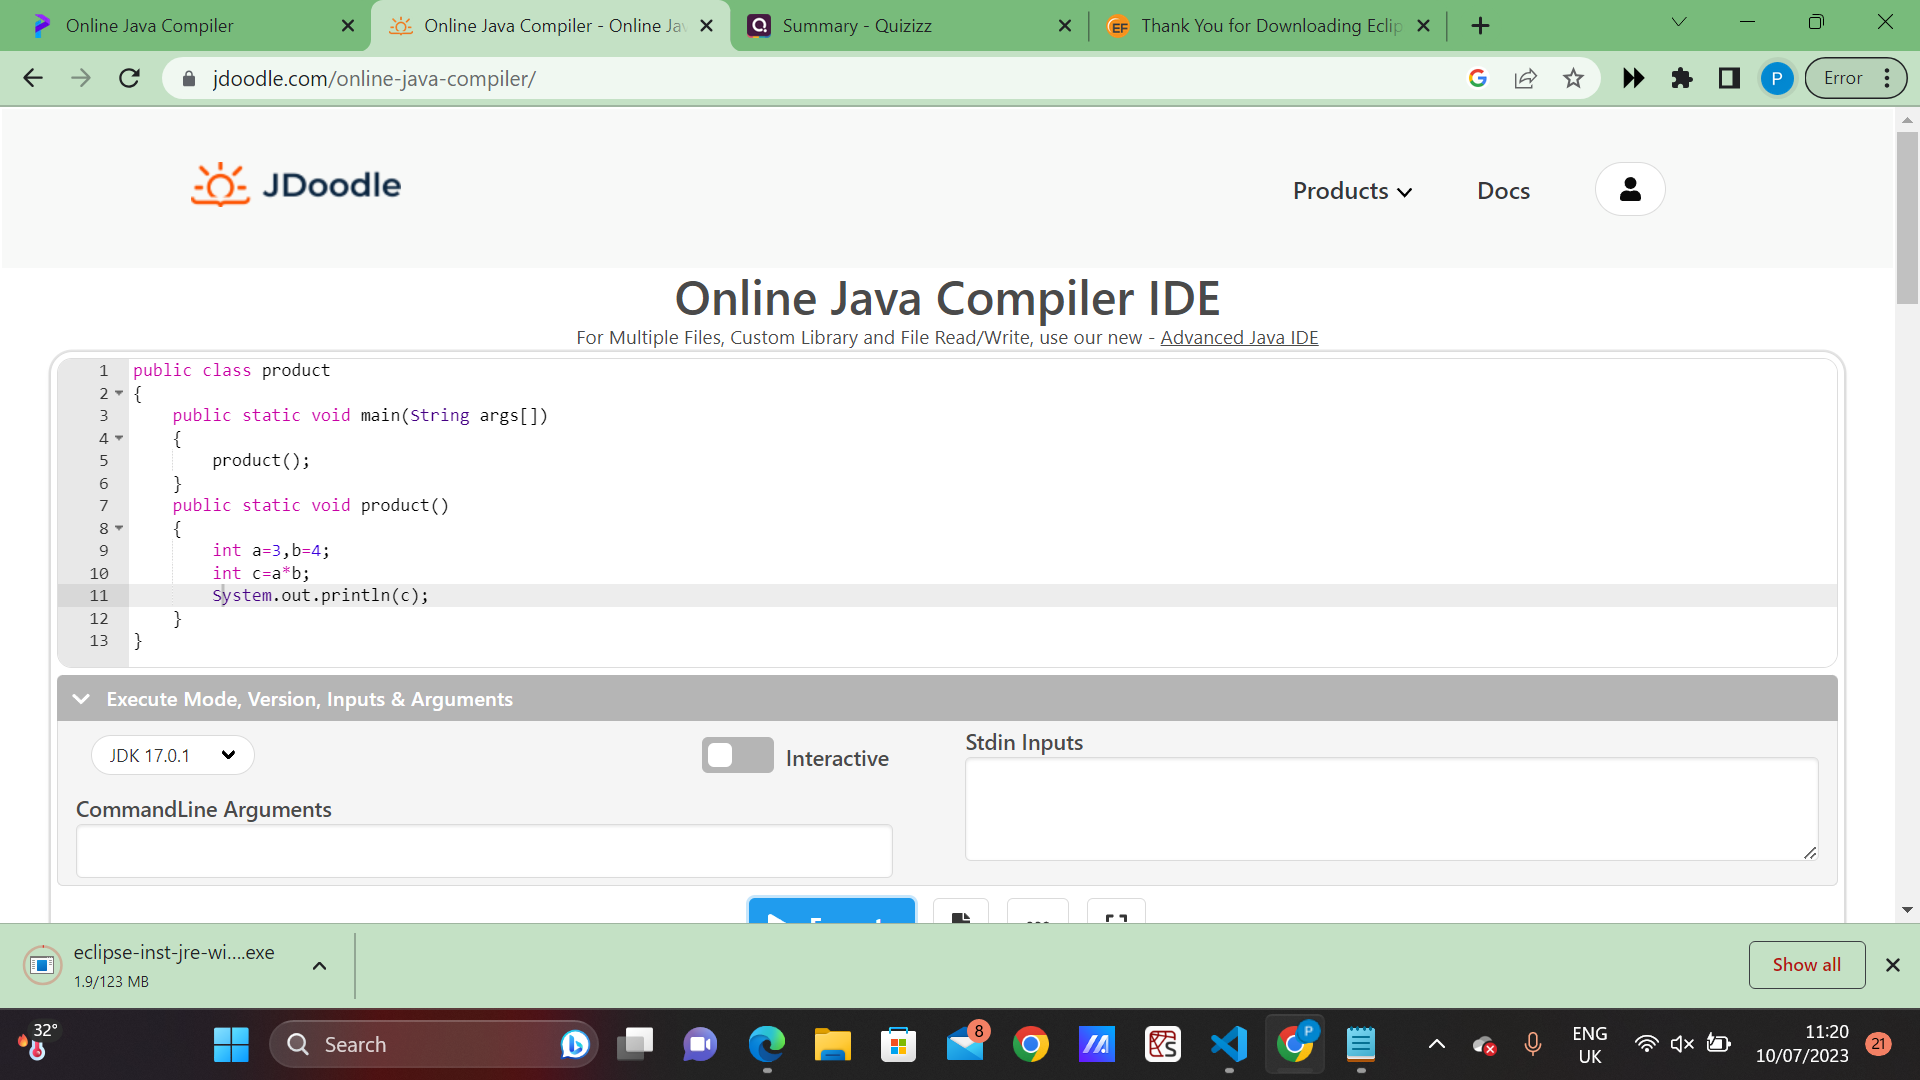 Online Java Compiler
Online Java Compiler - Online Jav
Summary - Quizizz
Thank You for Downloading Eclip
jdoodle.com/online-java-compiler/
P
Error
JDoodle
Products
Docs
Online Java Compiler IDE
For Multiple Files, Custom Library and File Read/Write, use our new - Advanced Java IDE
1 public class product
2 {
3 public static void main(String args[])
4 {
5 product();
6 }
7 public static void product()
8 {
9 int a=3,b=4;
10 int c=a*b;
11 System.out.println(c);
12 }
13 }
Execute Mode, Version, Inputs & Arguments
JDK 17.0.1
Interactive
Stdin Inputs
CommandLine Arguments
eclipse-inst-jre-wi....exe
1.9/123 MB
Show all
32°
Search
8
P
ENG
UK
11:20
10/07/2023
21